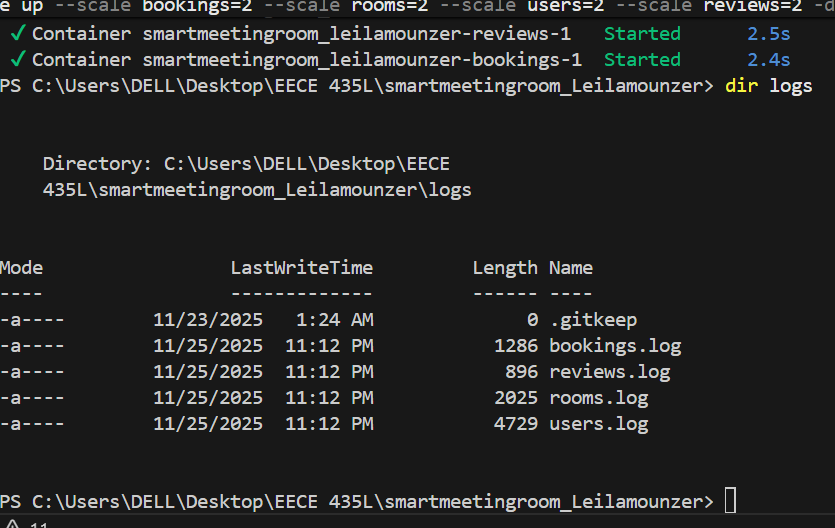 e up --scale bookings=2 --scale rooms=2 --scale users=2 --scale reviews=2 -d
✓ Container smartmeetingroom_leilamounzer-reviews-1 Started 2.5s
✓ Container smartmeetingroom_leilamounzer-bookings-1 Started 2.4s
PS C:\Users\DELL\Desktop\EECE 435L\smartmeetingroom_Leilamounzer> dir logs
Directory: C:\Users\DELL\Desktop\EECE
435L\smartmeetingroom_Leilamounzer\logs
Mode LastWriteTime Length Name
---- ------------- ------ ----
-a---- 11/23/2025 1:24 AM 0 .gitkeep
-a---- 11/25/2025 11:12 PM 1286 bookings.log
-a---- 11/25/2025 11:12 PM 896 reviews.log
-a---- 11/25/2025 11:12 PM 2025 rooms.log
-a---- 11/25/2025 11:12 PM 4729 users.log
PS C:\Users\DELL\Desktop\EECE 435L\smartmeetingroom_Leilamounzer>